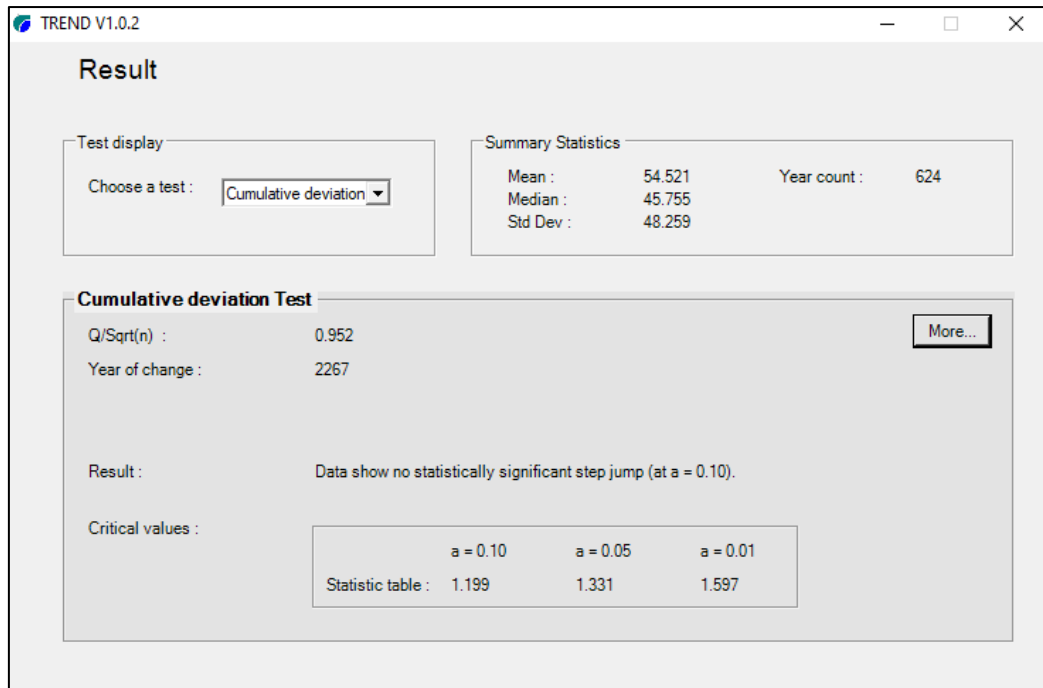 TREND V1.0.2
Result
Test display
Choose a test : Cumulative deviation
Summary Statistics
Mean : 54.521 Year count : 624
Median : 45.755
Std Dev : 48.259
Cumulative deviation Test
Q/Sqrt(n) : 0.952 More...
Year of change : 2267
Result : Data show no statistically significant step jump (at a = 0.10).
Critical values :
a = 0.10 a = 0.05 a = 0.01
Statistic table : 1.199 1.331 1.597